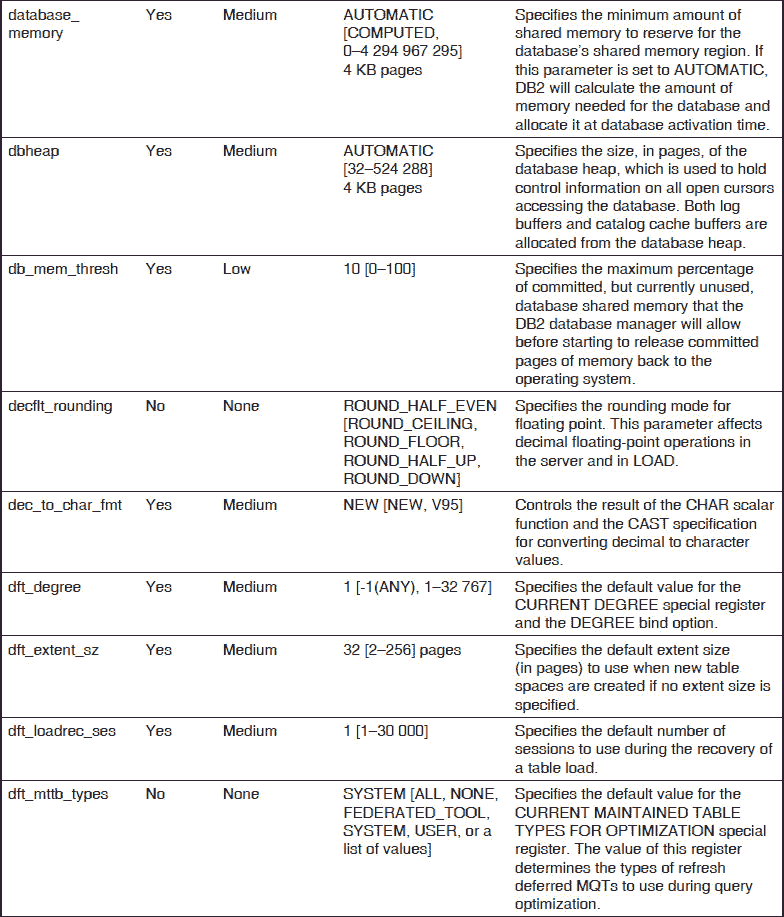 database_ Yes Medium AUTOMATIC Specifies the minimum amount of
memory [COMPUTED, shared memory to reserve for the
0–4 294 967 295] database’s shared memory region. If
4 KB pages this parameter is set to AUTOMATIC,
DB2 will calculate the amount of
memory needed for the database and
allocate it at database activation time.
dbheap Yes Medium AUTOMATIC Specifies the size, in pages, of the
[32–524 288] database heap, which is used to hold
4 KB pages control information on all open cursors
accessing the database. Both log
buffers and catalog cache buffers are
allocated from the database heap.
db_mem_thresh Yes Low 10 [0–100] Specifies the maximum percentage
of committed, but currently unused,
database shared memory that the
DB2 database manager will allow
before starting to release committed
pages of memory back to the
operating system.
decflt_rounding No None ROUND_HALF_EVEN Specifies the rounding mode for
[ROUND_CEILING, floating point. This parameter affects
ROUND_FLOOR, decimal floating-point operations in
ROUND_HALF_UP, the server and in LOAD.
ROUND_DOWN]
dec_to_char_fmt Yes Medium NEW [NEW, V95] Controls the result of the CHAR scalar
function and the CAST specification
for converting decimal to character
values.
dft_degree Yes Medium 1 [-1(ANY), 1–32 767] Specifies the default value for the
CURRENT DEGREE special register
and the DEGREE bind option.
dft_extent_sz Yes Medium 32 [2–256] pages Specifies the default extent size
(in pages) to use when new table
spaces are created if no extent size is
specified.
dft_loadrec_ses Yes Medium 1 [1–30 000] Specifies the default number of
sessions to use during the recovery of
a table load.
dft_mttb_types No None SYSTEM [ALL, NONE, Specifies the default value for the
FEDERATED_TOOL, CURRENT MAINTAINED TABLE
SYSTEM, USER, or a TYPES FOR OPTIMIZATION special
list of values] register. The value of this register
determines the types of refresh
deferred MQTs to use during query
optimization.